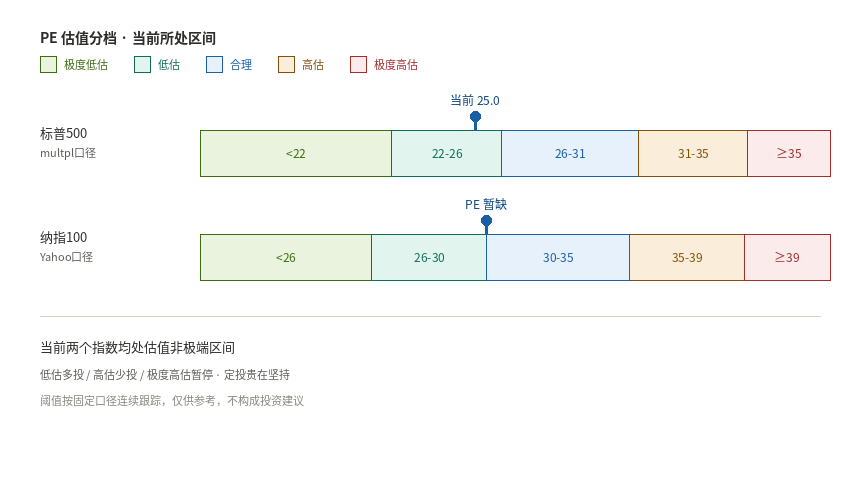 PE 估值分档 · 当前所处区间
极度低估 低估 合理 高估 极度高估
当前 25.0
标普500
multpl口径
<22 22-26 26-31 31-35 ≥35
PE 暂缺
纳指100
Yahoo口径
<26 26-30 30-35 35-39 ≥39
当前两个指数均处估值非极端区间
低估多投 / 高估少投 / 极度高估暂停 · 定投贵在坚持
阈值按固定口径连续跟踪，仅供参考，不构成投资建议